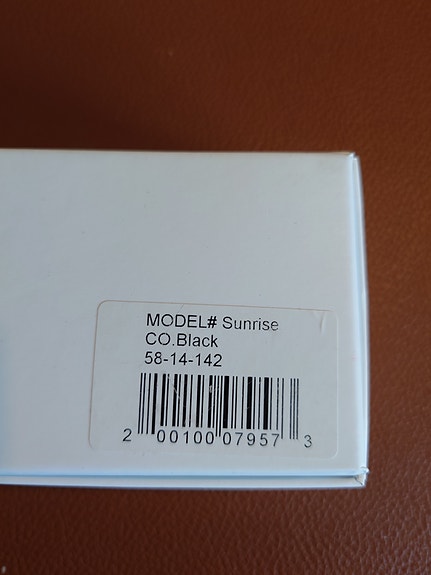 MODEL# Sunrise
CO.Black
58-14-142
2 00100 07957 3